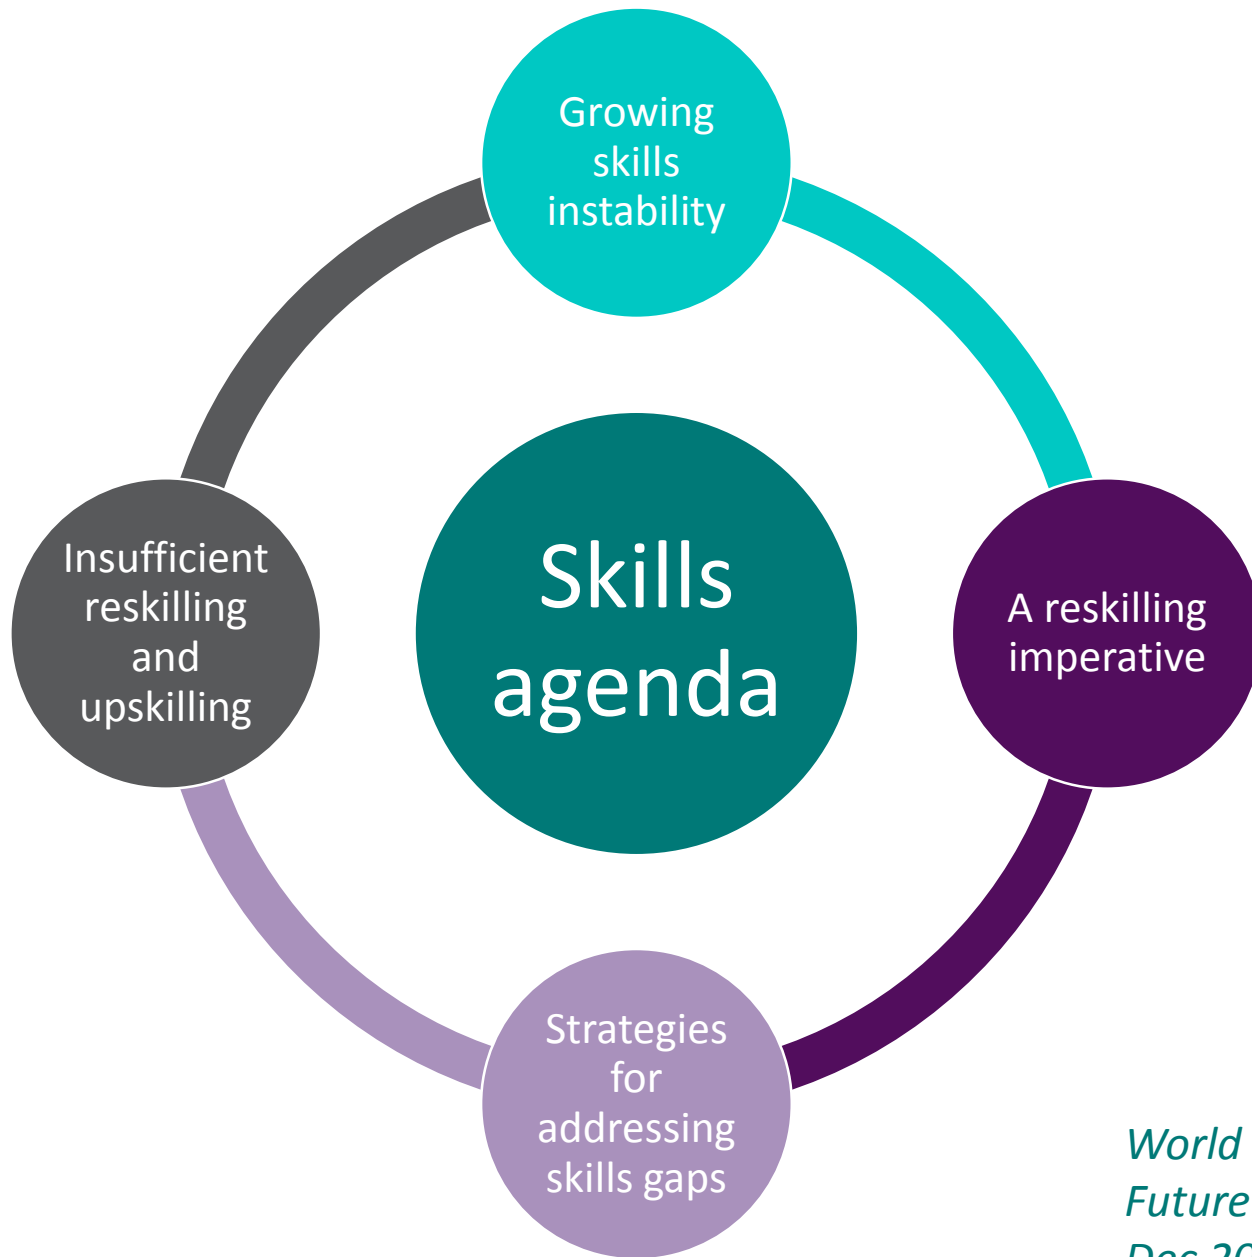 Growing
skills
instability
Insufficient
reskilling
and
upskilling
Skills
agenda
A reskilling
imperative
Strategies
for
addressing
skills gaps
World
Future